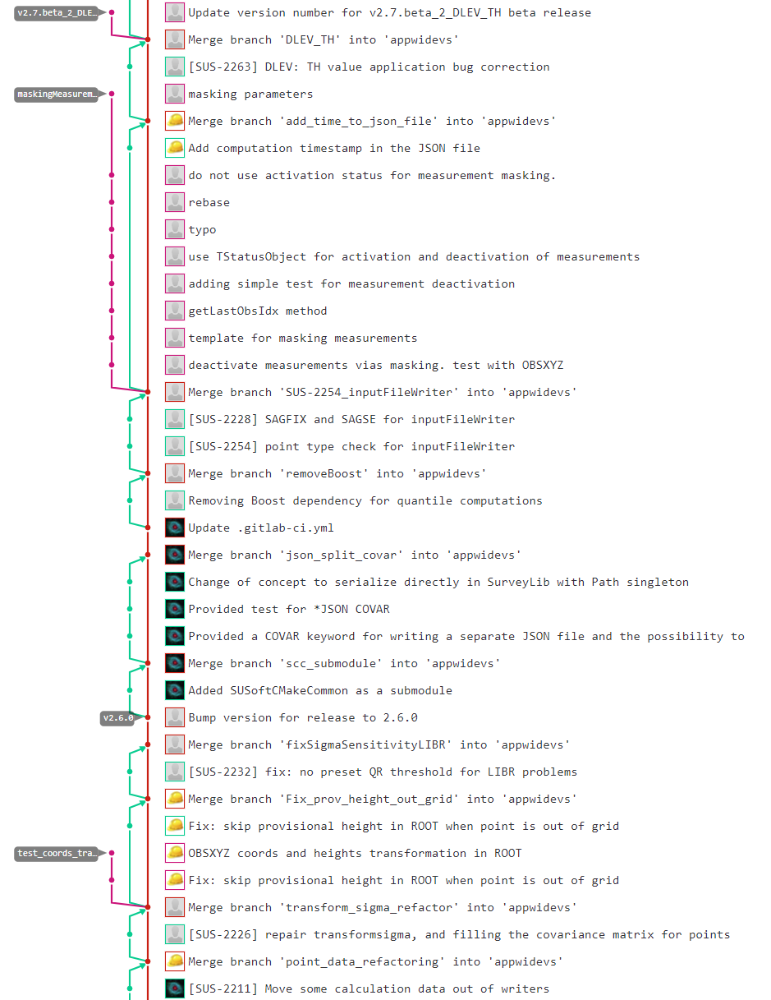 v2.7.beta_2_DLE… Update version number for v2.7.beta_2_DLEV_TH beta release
Merge branch 'DLEV_TH' into 'appwidevs'
[SUS-2263] DLEV: TH value application bug correction
maskingMeasurem… masking parameters
Merge branch 'add_time_to_json_file' into 'appwidevs'
Add computation timestamp in the JSON file
do not use activation status for measurement masking.
rebase
typo
use TStatusObject for activation and deactivation of measurements
adding simple test for measurement deactivation
getLastObsIdx method
template for masking measurements
deactivate measurements vias masking. test with OBSXYZ
Merge branch 'SUS-2254_inputFileWriter' into 'appwidevs'
[SUS-2228] SAGFIX and SAGSE for inputFileWriter
[SUS-2254] point type check for inputFileWriter
Merge branch 'removeBoost' into 'appwidevs'
Removing Boost dependency for quantile computations
Update .gitlab-ci.yml
Merge branch 'json_split_covar' into 'appwidevs'
Change of concept to serialize directly in SurveyLib with Path singleton
Provided test for *JSON COVAR
Provided a COVAR keyword for writing a separate JSON file and the possibility to
Merge branch 'scc_submodule' into 'appwidevs'
Added SUSoftCMakeCommon as a submodule
v2.6.0 Bump version for release to 2.6.0
Merge branch 'fixSigmaSensitivityLIBR' into 'appwidevs'
[SUS-2232] fix: no preset QR threshold for LIBR problems
Merge branch 'Fix_prov_height_out_grid' into 'appwidevs'
Fix: skip provisional height in ROOT when point is out of grid
test_coords_tra… OBSXYZ coords and heights transformation in ROOT
Fix: skip provisional height in ROOT when point is out of grid
Merge branch 'transform_sigma_refactor' into 'appwidevs'
[SUS-2226] repair transformsigma, and filling the covariance matrix for points
Merge branch 'point_data_refactoring' into 'appwidevs'
[SUS-2211] Move some calculation data out of writers